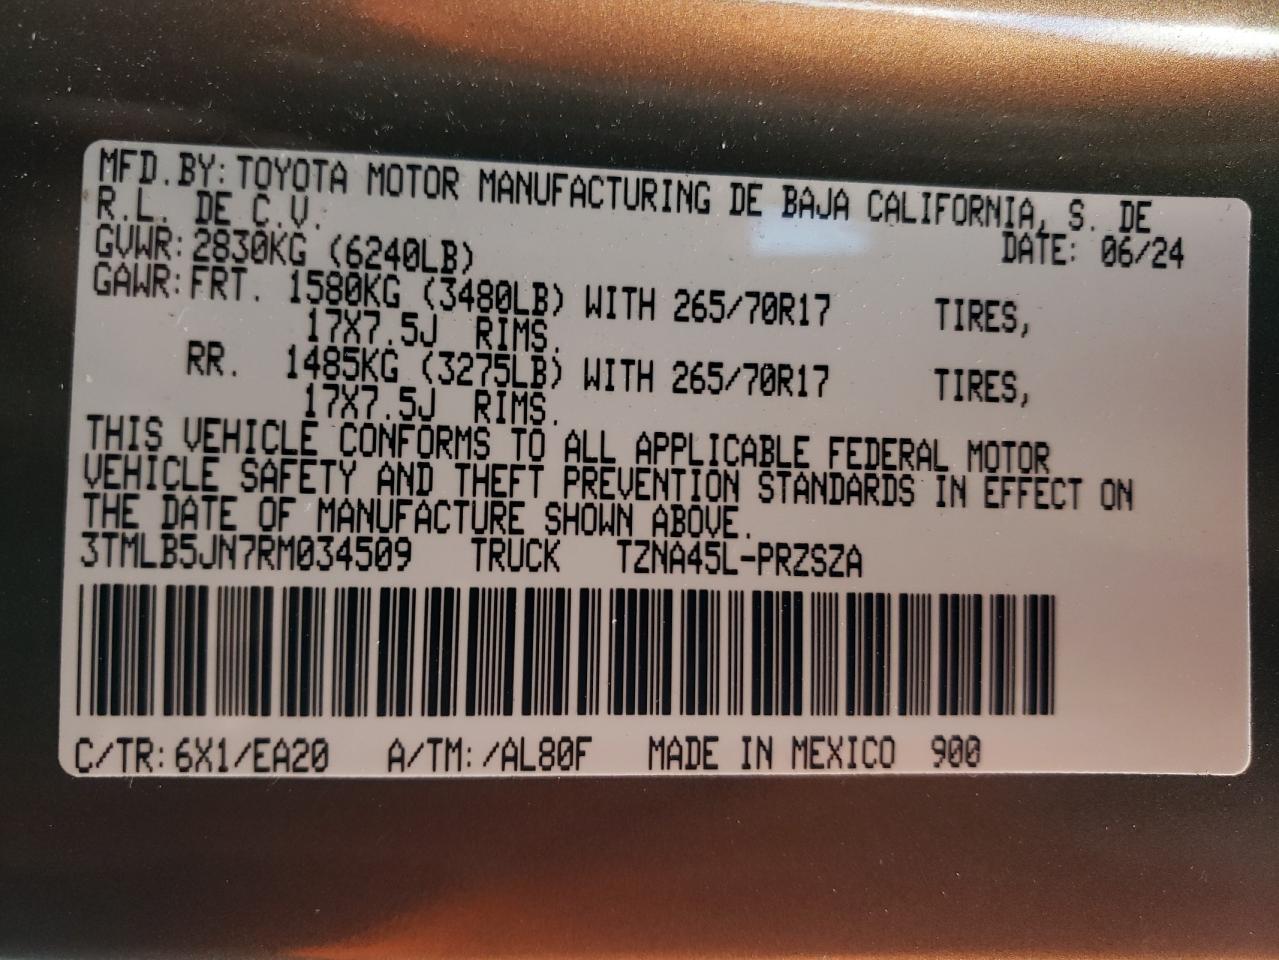 MFD.BY: TOYOTA MOTOR MANUFACTURING DE BAJA CALIFORNIA, S. DE
R.L. DE C.V.
DATE: 06/24
GVWR: 2830KG (6240LB)
GAWR: FRT. 1580KG (3480LB) WITH 265/70R17 TIRES,
17X7.5J RIMS.
RR. 1485KG (3275LB) WITH 265/70R17 TIRES,
17X7.5J RIMS.
THIS VEHICLE CONFORMS TO ALL APPLICABLE FEDERAL MOTOR
VEHICLE SAFETY AND THEFT PREVENTION STANDARDS IN EFFECT ON
THE DATE OF MANUFACTURE SHOWN ABOVE.
3TMLB5JN7RM034509 TRUCK TZNA45L-PRZSZA
C/TR: 6X1/EA20 A/TM: /AL80F MADE IN MEXICO 900